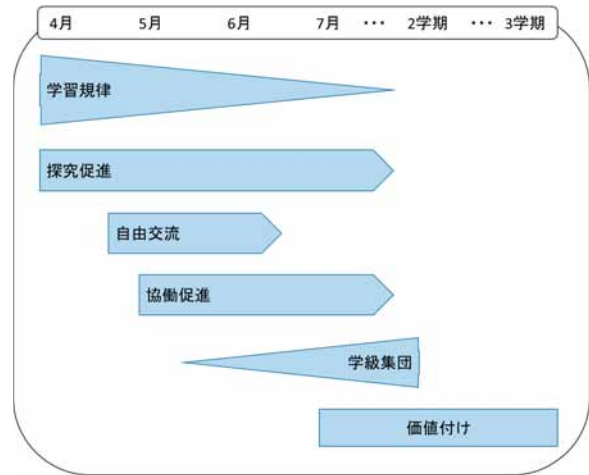 4月 5月 6月 7月 ··· 2学期 ··· 3学期
学習規律
探究促進
自由交流
協働促進
学級集団
価値付け